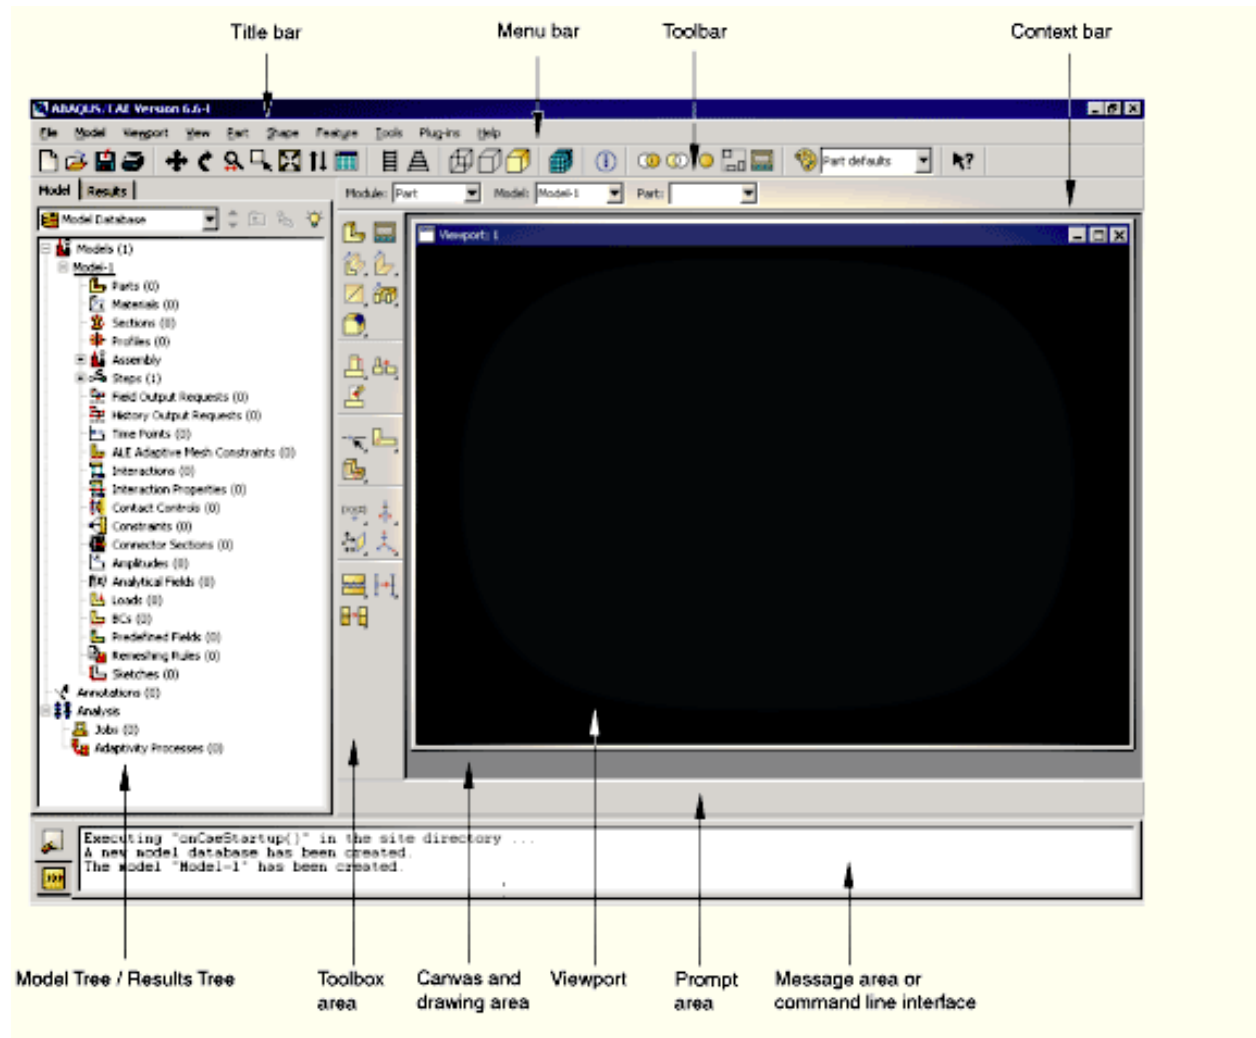 Title bar
Menu bar
Toolbar
Context bar
ABAQUS/CAE Version 6.6-1
File Model Viewport View Part Shape Feature Tools Plug-ins Help
Part defaults
Model Results
Module: Part Model: Model-1 Part:
Model Database
Viewport: 1
Models (1)
Model-1
Parts (0)
Materials (0)
Sections (0)
Profiles (0)
Assembly
Steps (1)
Field Output Requests (0)
History Output Requests (0)
Time Points (0)
ALE Adaptive Mesh Constraints (0)
Interactions (0)
Interaction Properties (0)
Contact Controls (0)
Constraints (0)
Connector Sections (0)
Amplitudes (0)
Analytical Fields (0)
Loads (0)
BCs (0)
Predefined Fields (0)
Remeshing Rules (0)
Sketches (0)
Annotations (0)
Analysis
Jobs (0)
Adaptivity Processes (0)
Executing "onCaeStartup()" in the site directory ...
A new model database has been created.
The model "Model-1" has been created.
Model Tree / Results Tree
Toolbox
area
Canvas and
drawing area
Viewport
Prompt
area
Message area or
command line interface